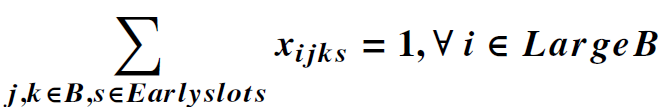 ∑ x_{ijks} = 1, ∀ i ∈ LargeB
j,k ∈B,s∈Earlyslots